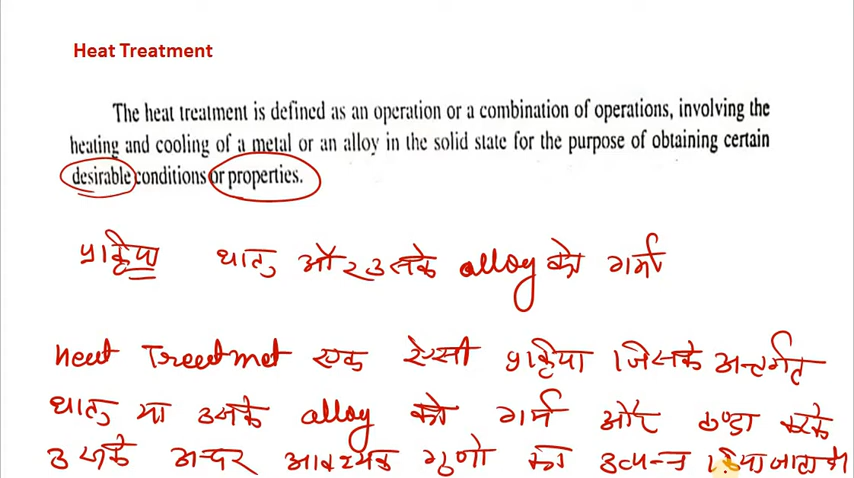 Heat Treatment
The heat treatment is defined as an operation or a combination of operations, involving the
heating and cooling of a metal or an alloy in the solid state for the purpose of obtaining certain
desirable conditions or properties.
प्रक्रिया धातु और उसके alloy को गर्म
Heat Treetmet एक ऐसी प्रक्रिया जिसके अन्तर्गत
धातु या उसके alloy को गर्म और ठण्डा करके
उसके अन्दर आवश्यक गुणो का उत्पन्न किया जाता है